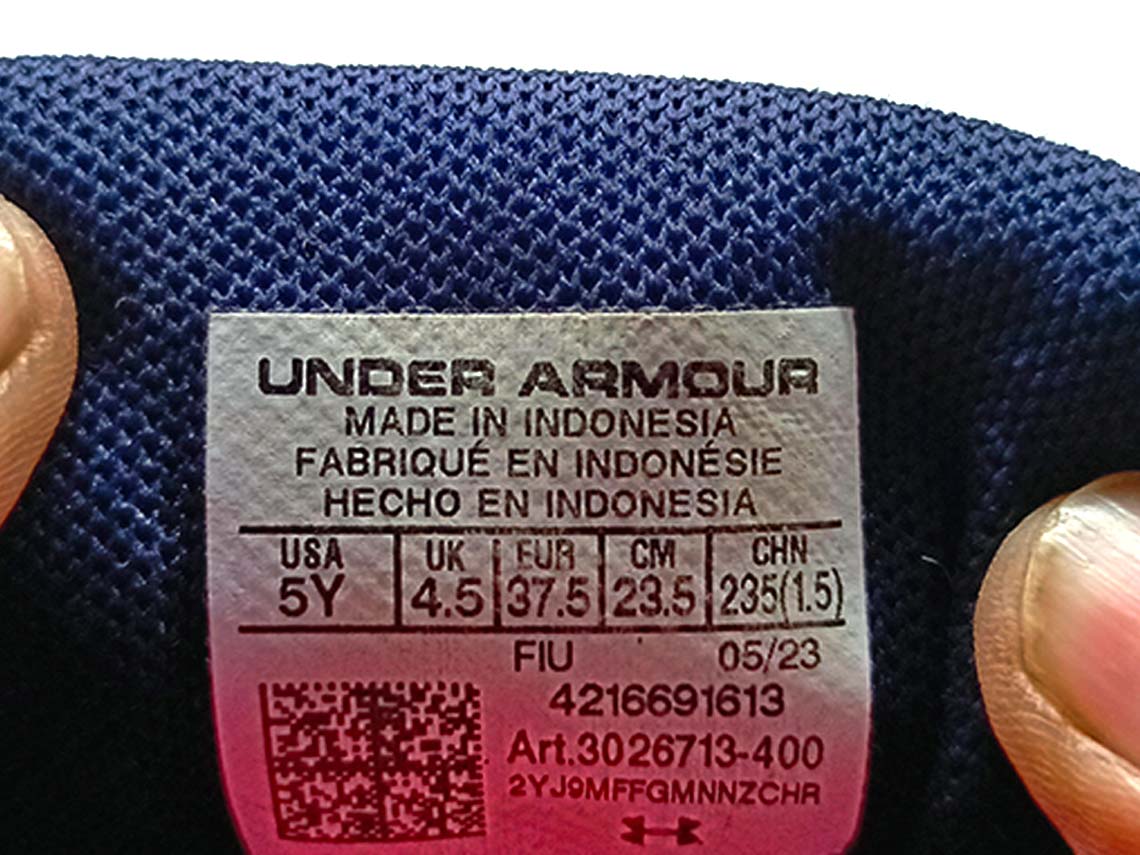 UNDER ARMOUR
MADE IN INDONESIA
FABRIQUÉ EN INDONÉSIE
HECHO EN INDONESIA
USA UK EUR CM CHN
5Y 4.5 37.5 23.5 235(1.5)
FIU 05/23
4216691613
Art.3026713-400
2YJ9MFFGMNNZCHR